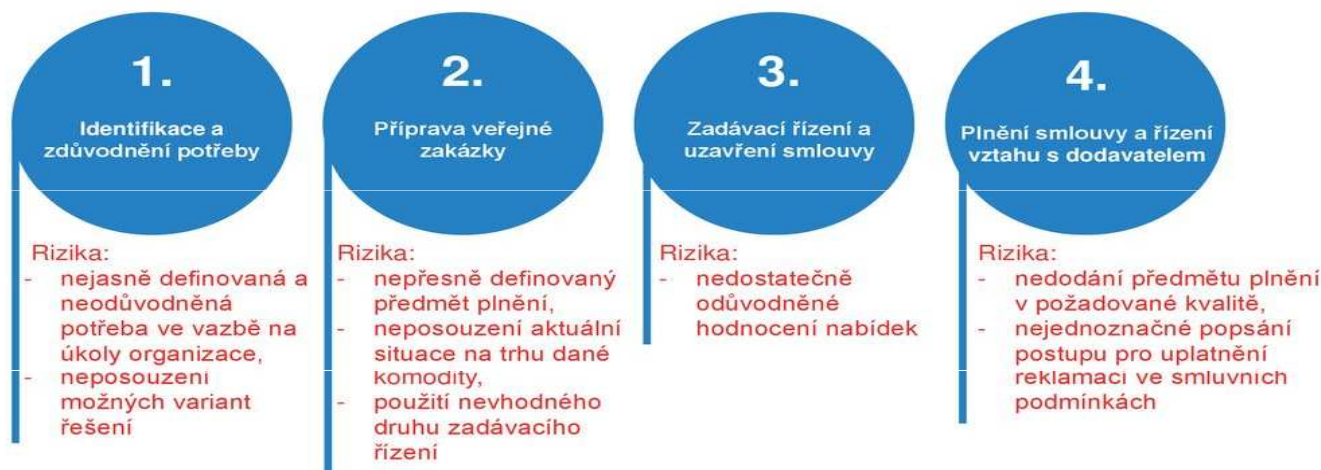 1.
Identifikace a
zdůvodnění potřeby
Rizika:
- nejasně definovaná a
neodůvodněná
potřeba ve vazbě na
úkoly organizace,
- neposouzení
možných variant
řešení
2.
Příprava veřejné
zakázky
Rizika:
- nepřesně definovaný
předmět plnění,
- neposouzení aktuální
situace na trhu dané
komodity,
- použití nevhodného
druhu zadávacího
řízení
3.
Zadávací řízení a
uzavření smlouvy
Rizika:
- nedostatečně
odůvodněné
hodnocení nabídek
4.
Plnění smlouvy a řízení
vztahu s dodavatelem
Rizika:
- nedodání předmětu plnění
v požadované kvalitě,
- nejednoznačné popsání
postupu pro uplatnění
reklamací ve smluvních
podmínkách